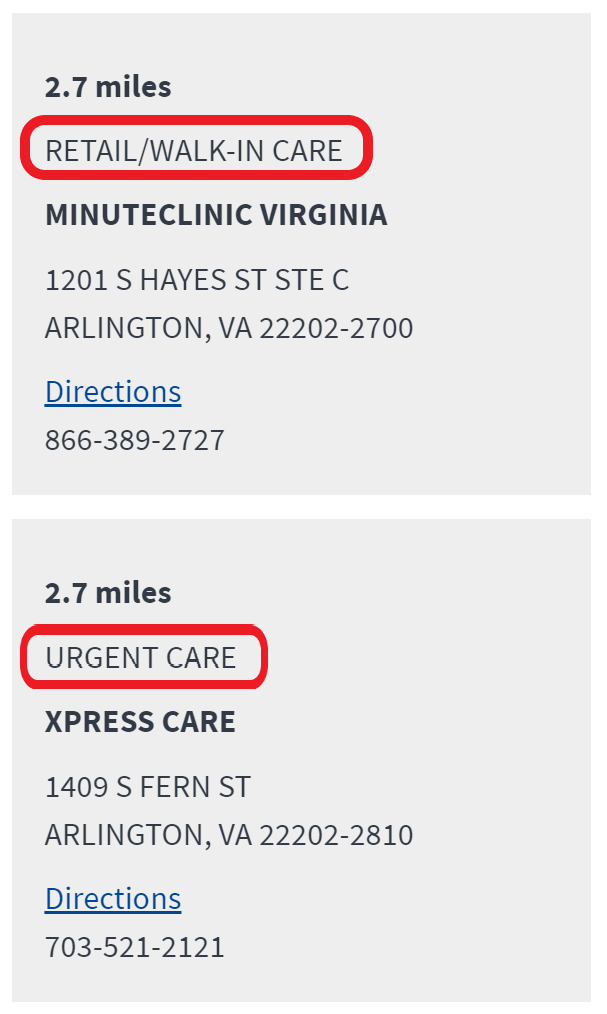 2.7 miles
RETAIL/WALK-IN CARE
MINUTECLINIC VIRGINIA
1201 S HAYES ST STE C
ARLINGTON, VA 22202-2700
Directions
866-389-2727
2.7 miles
URGENT CARE
XPRESS CARE
1409 S FERN ST
ARLINGTON, VA 22202-2810
Directions
703-521-2121